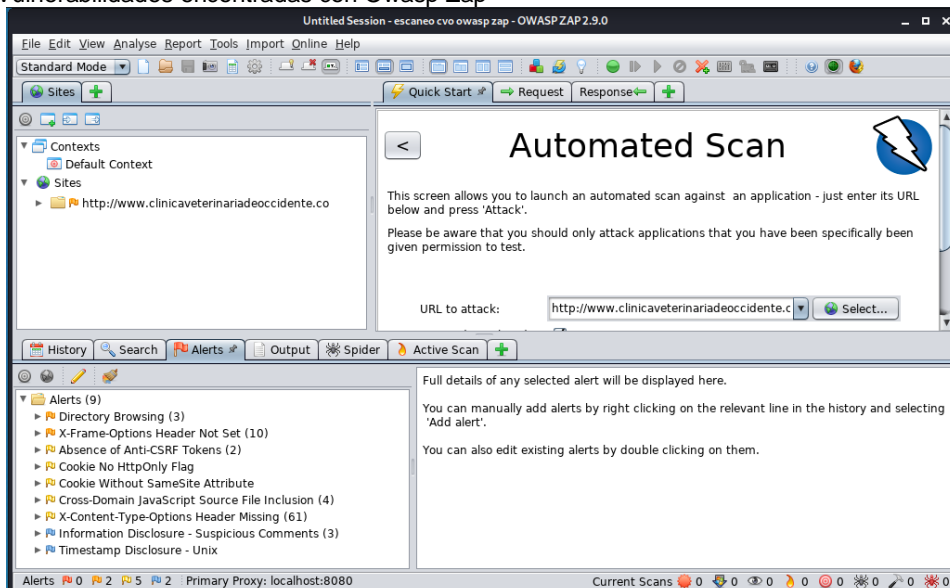 Vulnerabilidades encontradas con Owasp Zap
Untitled Session - escaneo cvo owasp zap - OWASP ZAP 2.9.0
File Edit View Analyse Report Tools Import Online Help
Standard Mode
Sites
Quick Start Request Response
Contexts
Default Context
Sites
http://www.clinicaveterinariadeoccidente.co
<
Automated Scan
This screen allows you to launch an automated scan against an application - just enter its URL
below and press 'Attack'.
Please be aware that you should only attack applications that you have been specifically been
given permission to test.
URL to attack: http://www.clinicaveterinariadeoccidente.c Select...
History Search Alerts Output Spider Active Scan
Alerts (9)
Directory Browsing (3)
X-Frame-Options Header Not Set (10)
Absence of Anti-CSRF Tokens (2)
Cookie No HttpOnly Flag
Cookie Without SameSite Attribute
Cross-Domain JavaScript Source File Inclusion (4)
X-Content-Type-Options Header Missing (61)
Information Disclosure - Suspicious Comments (3)
Timestamp Disclosure - Unix
Full details of any selected alert will be displayed here.
You can manually add alerts by right clicking on the relevant line in the history and selecting
'Add alert'.
You can also edit existing alerts by double clicking on them.
Alerts 0 2 5 2 Primary Proxy: localhost:8080 Current Scans 0 0 0 0 0 0 0 0